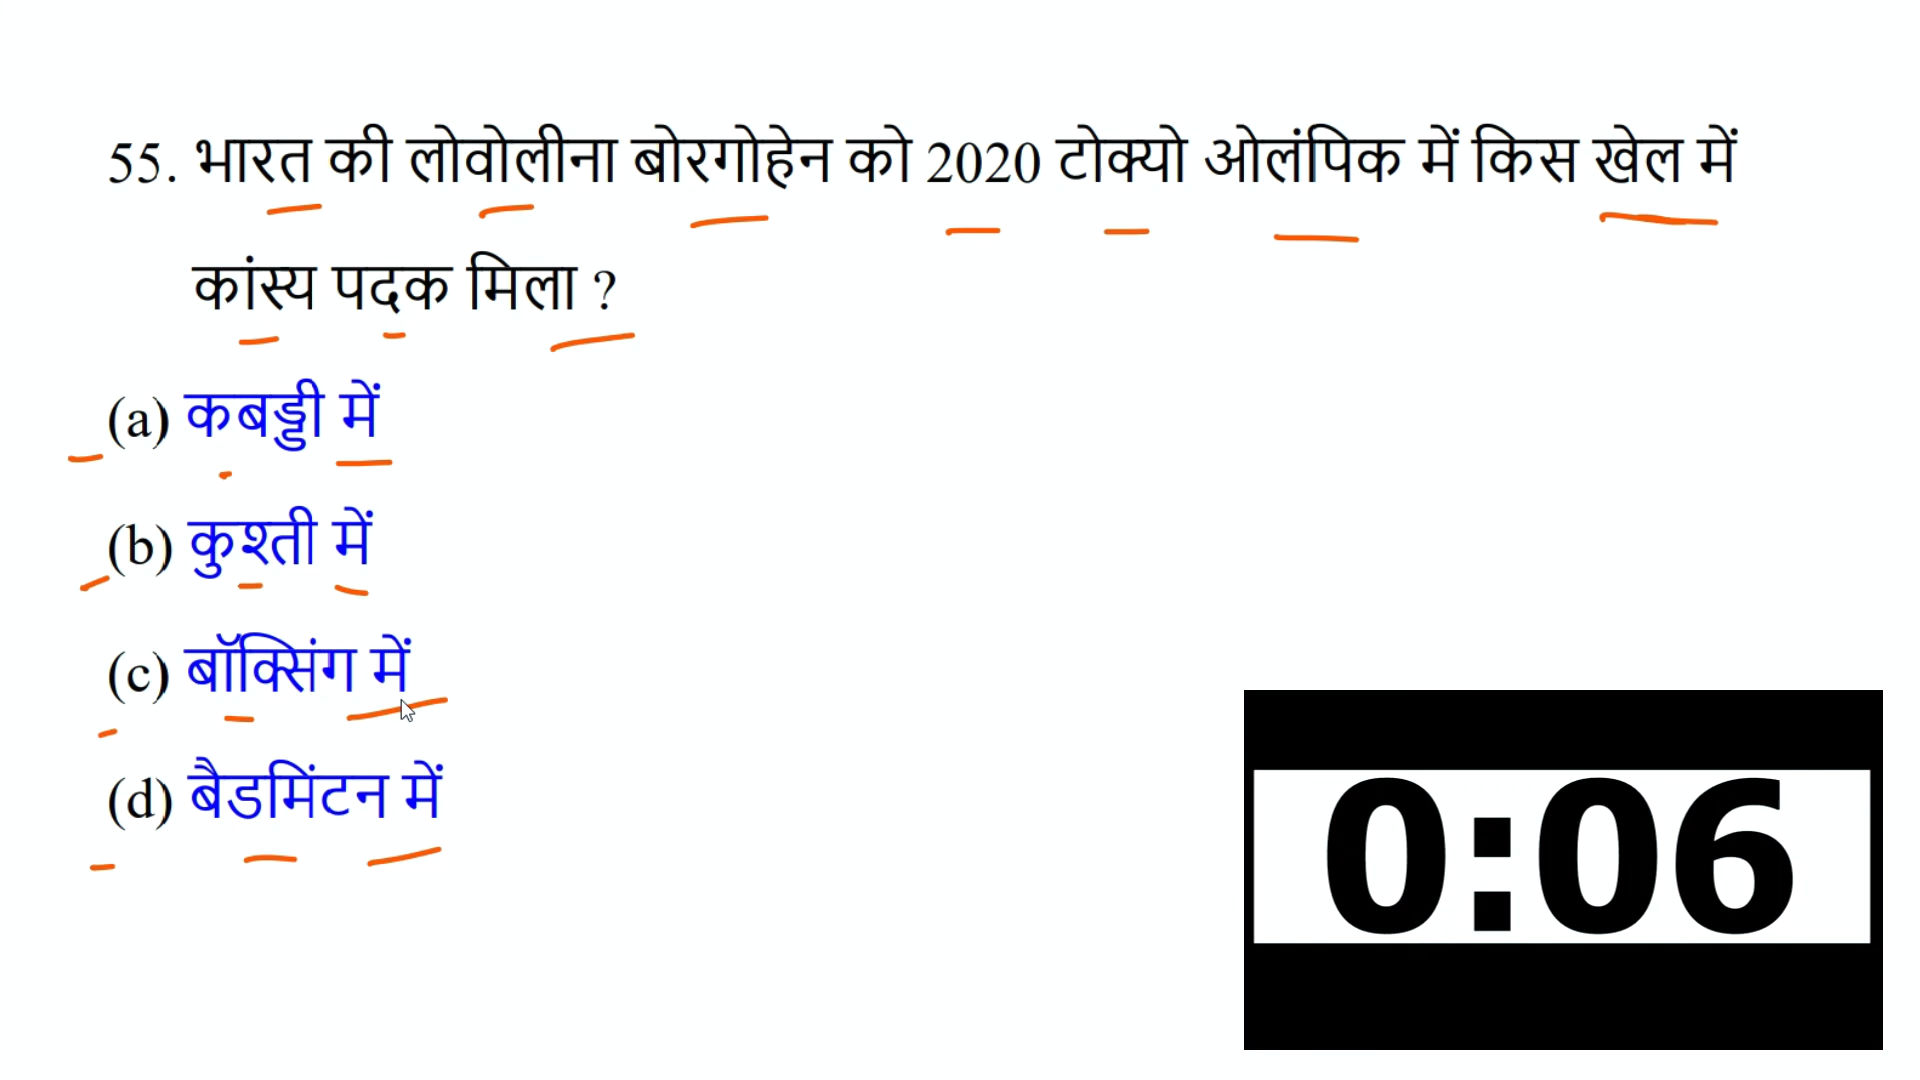 55. भारत की लोवोलीना बोरगोहेन को 2020 टोक्यो ओलंपिक में किस खेल में
कांस्य पदक मिला ?
(a) कबड्डी में
(b) कुश्ती में
(c) बॉक्सिंग में
(d) बैडमिंटन में
0:06